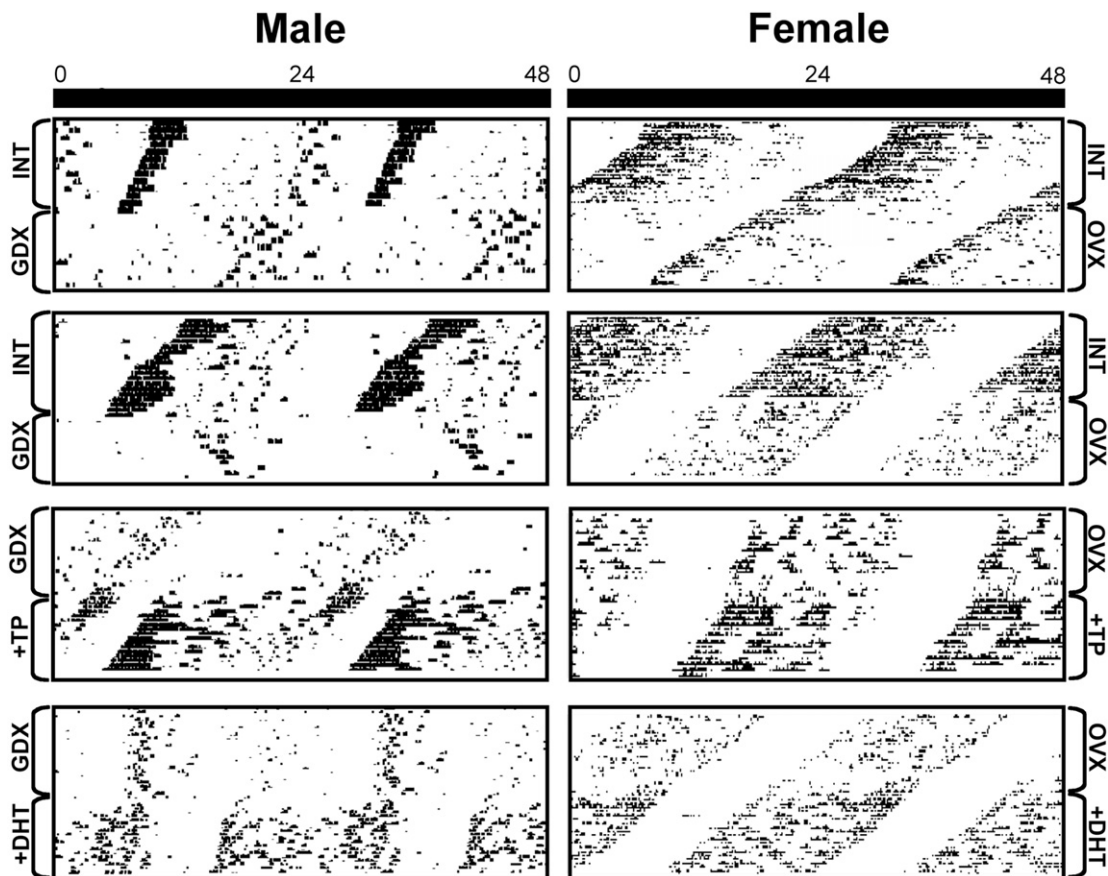 Male Female
0 24 48 0 24 48
INT INT
GDX OVX
INT INT
GDX OVX
GDX OVX
+TP +TP
GDX OVX
+DHT +DHT